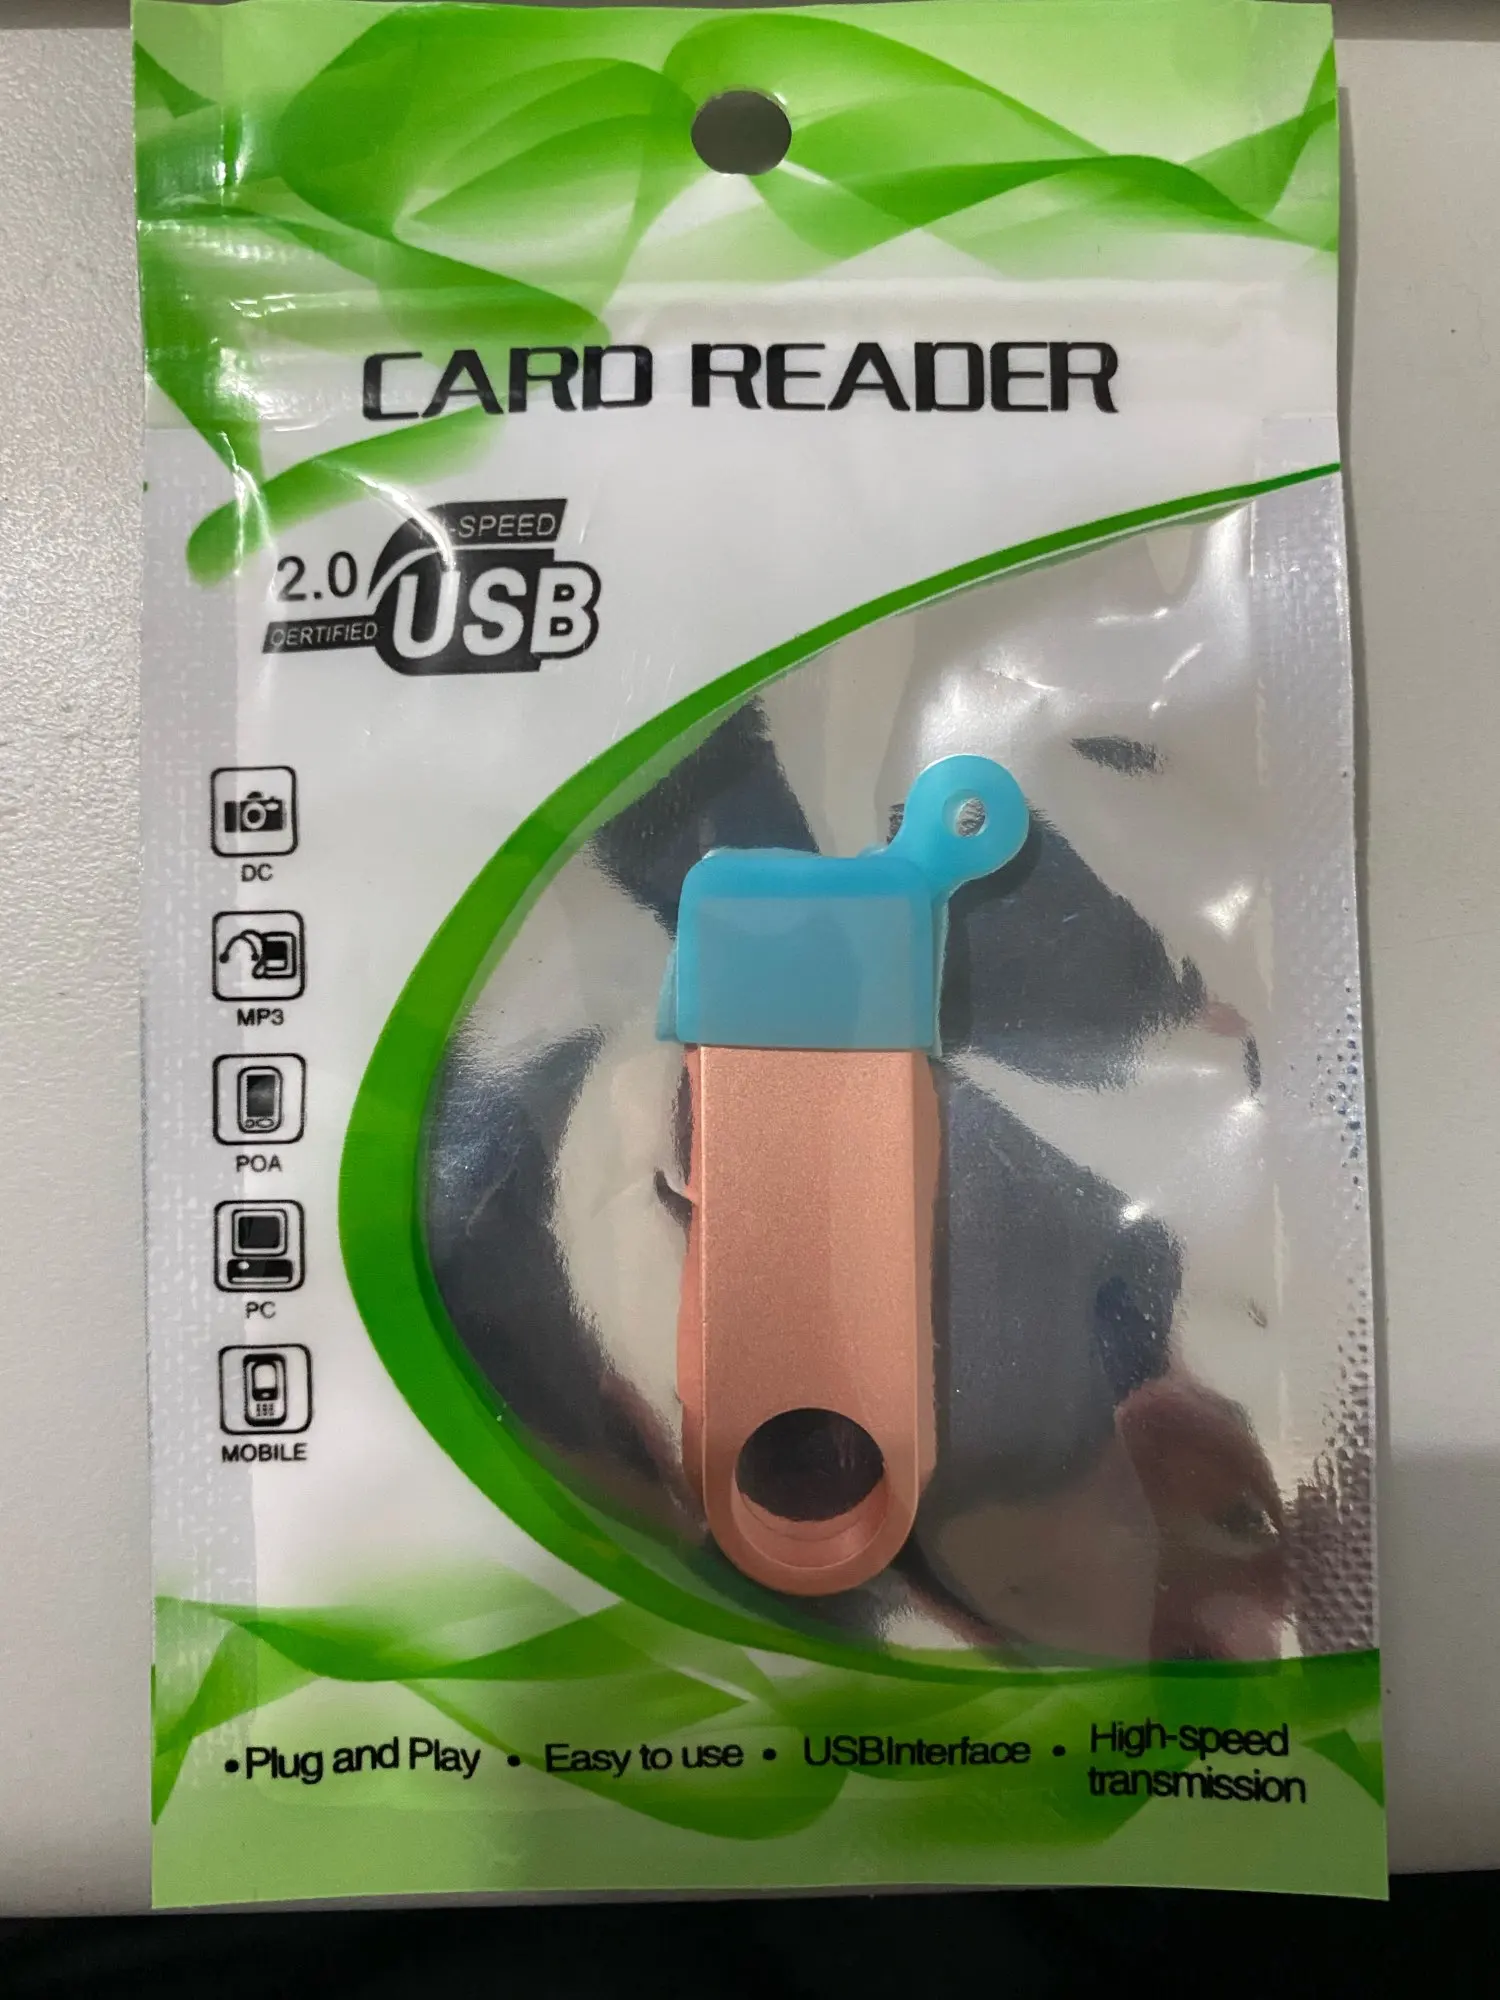 CARD READER
HI-SPEED
2.0
USB
CERTIFIED
DC
MP3
POA
PC
MOBILE
•Plug and Play • Easy to use • USBInterface • High-speed
transmission